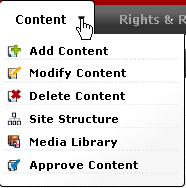 Content
Rights & R
Add Content
Modify Content
Delete Content
Site Structure
Media Library
Approve Content